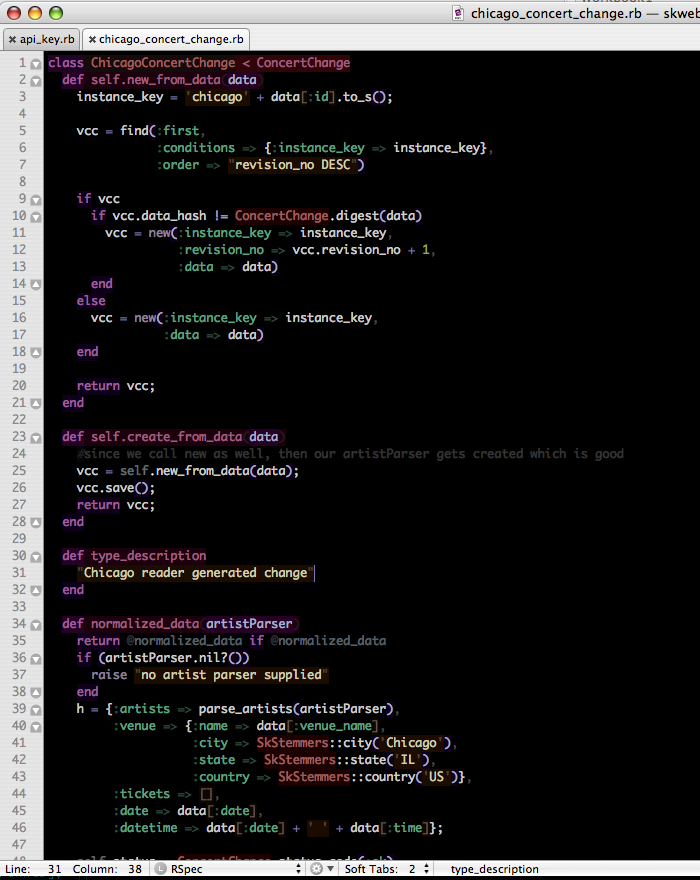 chicago_concert_change.rb — skweb
api_key.rb
chicago_concert_change.rb
1 class ChicagoConcertChange < ConcertChange
2 def self.new_from_data(data)
3 instance_key = 'chicago' + data[:id].to_s();
4
5 vcc = find(:first,
6 :conditions => {:instance_key => instance_key},
7 :order => "revision_no DESC")
8
9 if vcc
10 if vcc.data_hash != ConcertChange.digest(data)
11 vcc = new(:instance_key => instance_key,
12 :revision_no => vcc.revision_no + 1,
13 :data => data)
14 end
15 else
16 vcc = new(:instance_key => instance_key,
17 :data => data)
18 end
19
20 return vcc;
21 end
22
23 def self.create_from_data(data)
24 #since we call new as well, then our artistParser gets created which is good
25 vcc = self.new_from_data(data);
26 vcc.save();
27 return vcc;
28 end
29
30 def type_description
31 "Chicago reader generated change"
32 end
33
34 def normalized_data(artistParser)
35 return @normalized_data if @normalized_data
36 if (artistParser.nil?())
37 raise "no artist parser supplied"
38 end
39 h = {:artists => parse_artists(artistParser),
40 :venue => {:name => data[:venue_name],
41 :city => SkStemmers::city('Chicago'),
42 :state => SkStemmers::state('IL'),
43 :country => SkStemmers::country('US')},
44 :tickets => [],
45 :date => data[:date],
46 :datetime => data[:date] + ' ' + data[:time]};
47
Line: 31 Column: 38 RSpec Soft Tabs: 2 type_description